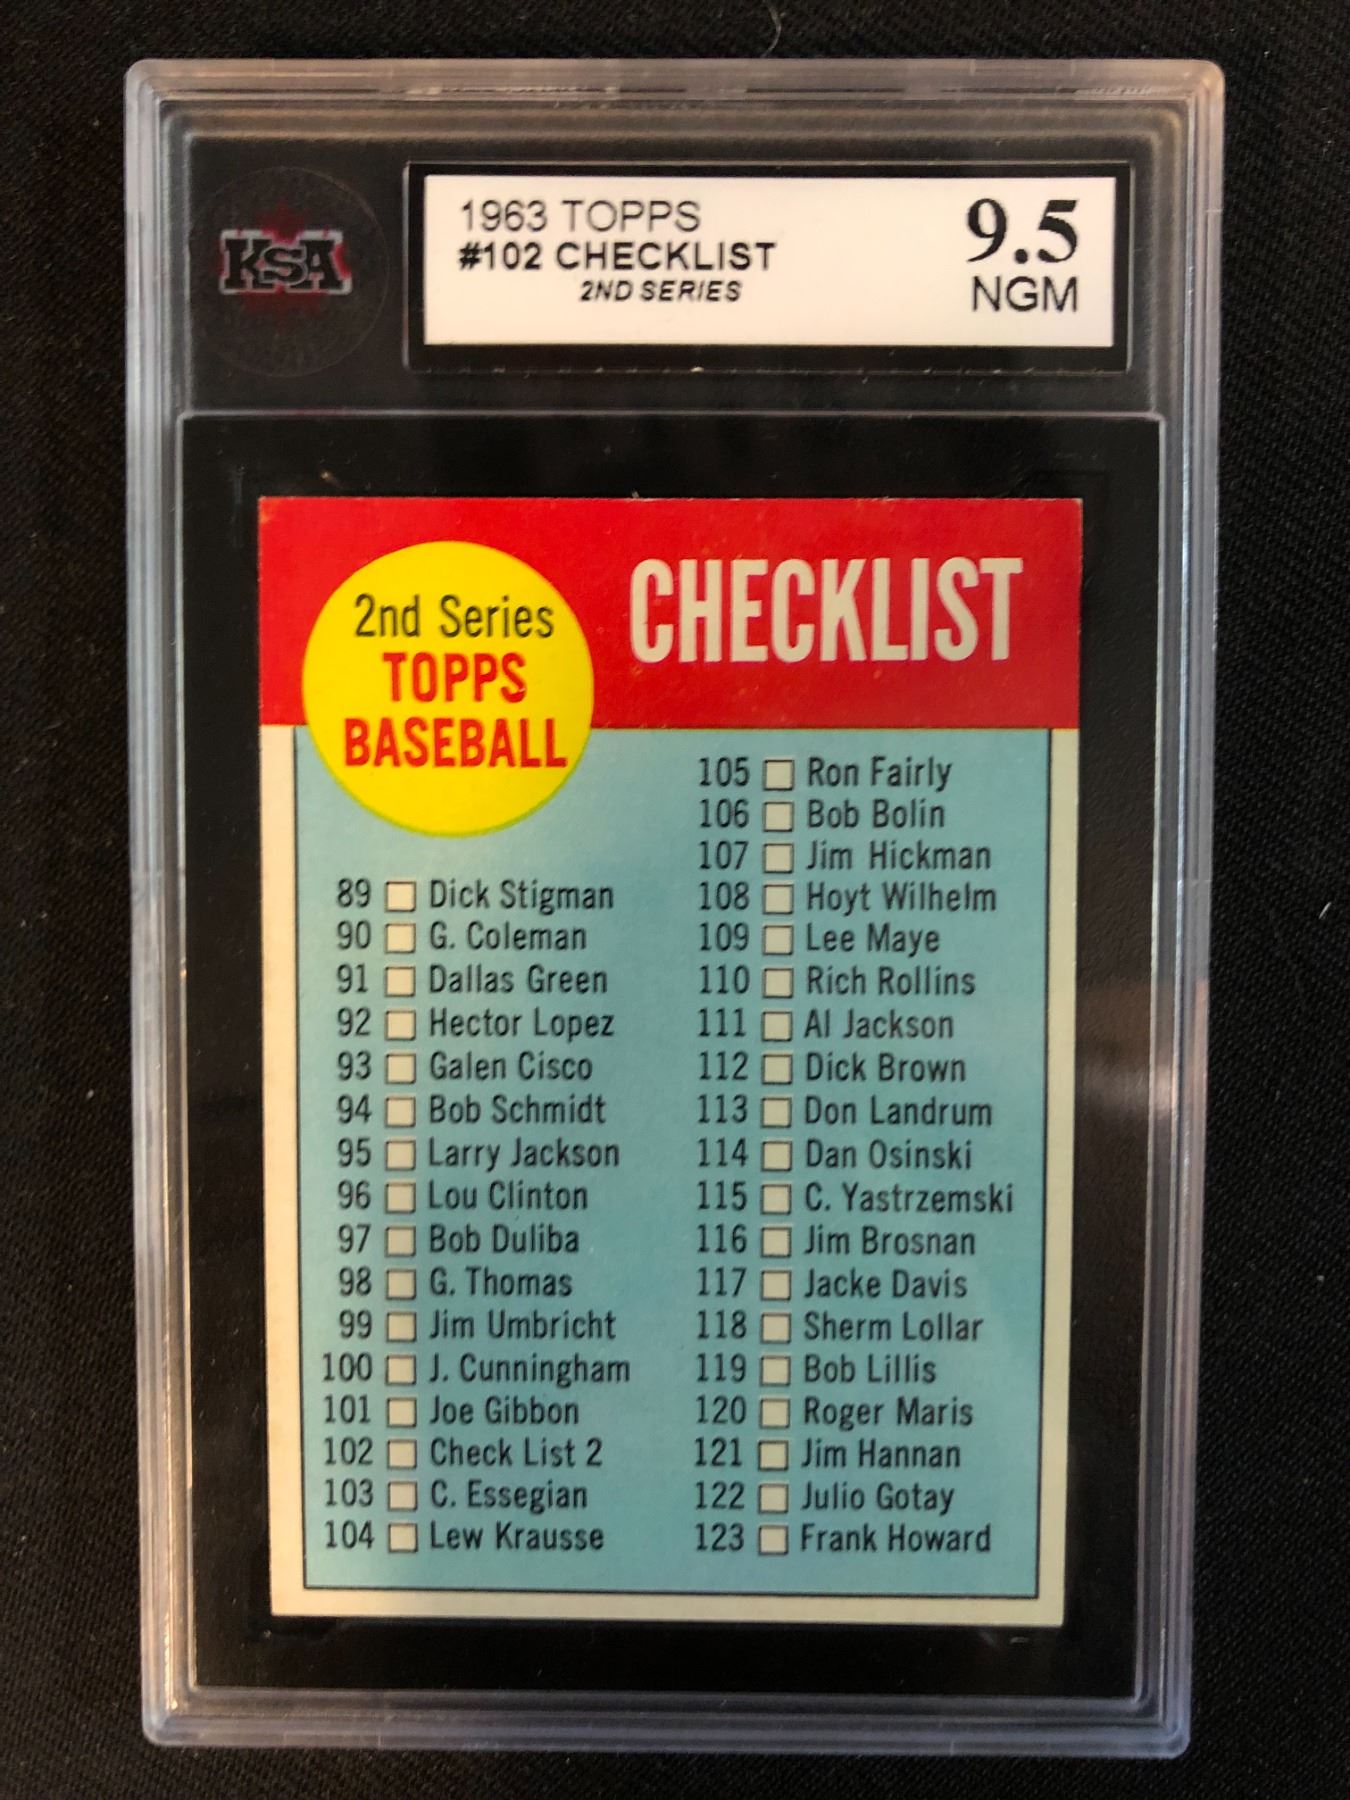 KSA
1963 TOPPS
#102 CHECKLIST
2ND SERIES
9.5
NGM
2nd Series
TOPPS
BASEBALL
CHECKLIST
89 Dick Stigman
90 G. Coleman
91 Dallas Green
92 Hector Lopez
93 Galen Cisco
94 Bob Schmidt
95 Larry Jackson
96 Lou Clinton
97 Bob Duliba
98 G. Thomas
99 Jim Umbricht
100 J. Cunningham
101 Joe Gibbon
102 Check List 2
103 C. Essegian
104 Lew Krausse
105 Ron Fairly
106 Bob Bolin
107 Jim Hickman
108 Hoyt Wilhelm
109 Lee Maye
110 Rich Rollins
111 Al Jackson
112 Dick Brown
113 Don Landrum
114 Dan Osinski
115 C. Yastrzemski
116 Jim Brosnan
117 Jacke Davis
118 Sherm Lollar
119 Bob Lillis
120 Roger Maris
121 Jim Hannan
122 Julio Gotay
123 Frank Howard